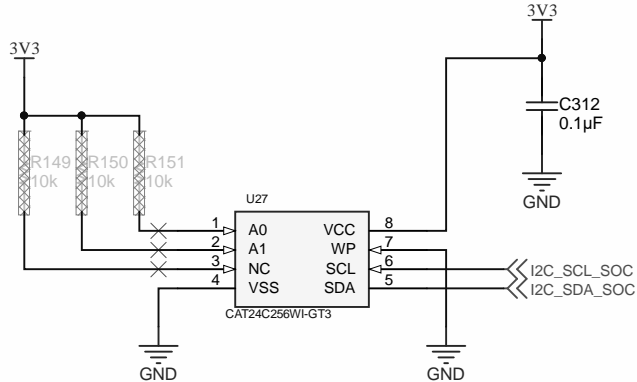 3V3
3V3
C312
0.1µF
R149
10k
R150
10k
R151
10k
GND
U27
1 A0 VCC 8
2 A1 WP 7
3 NC SCL 6
4 VSS SDA 5
I2C_SCL_SOC
I2C_SDA_SOC
CAT24C256WI-GT3
GND
GND